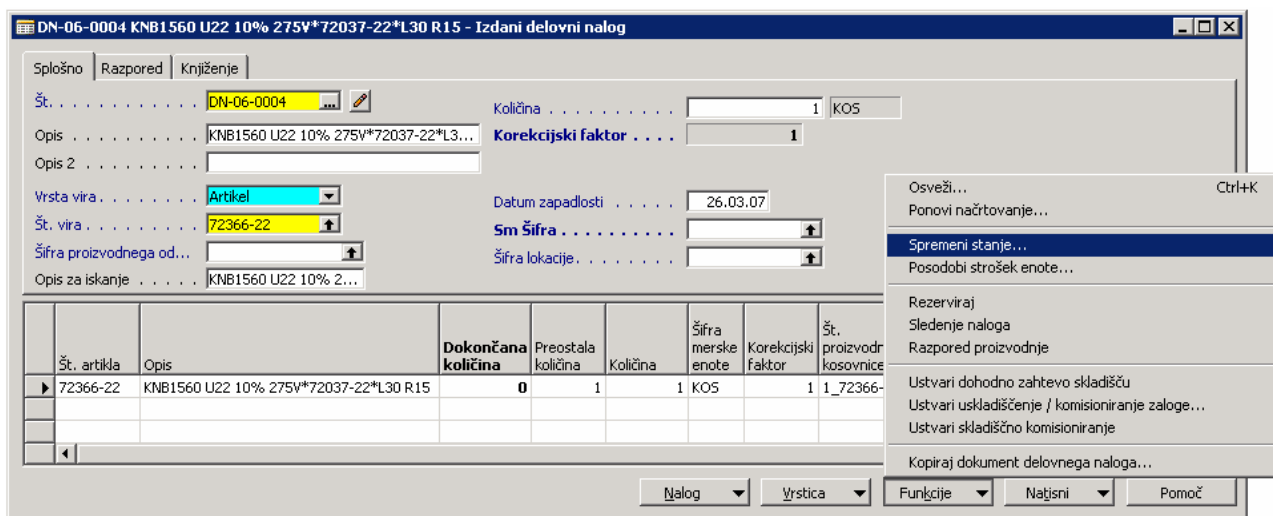 DN-06-0004 KNB1560 U22 10% 275V*72037-22*L30 R15 - Izdani delovni nalog
Splošno Razpored Knjiženje
Št. . . . . . . . . . . . . DN-06-0004 ...
Količina . . . . . . . . . . 1 KOS
Opis . . . . . . . . . . . KNB1560 U22 10% 275V*72037-22*L3...
Korekcijski faktor . . . . 1
Opis 2 . . . . . . . . . .
Vrsta vira . . . . . . . . Artikel
Datum zapadlosti . . . . . 26.03.07
Št. vira . . . . . . . . . 72366-22
Sm Šifra . . . . . . . . . .
Šifra proizvodnega od...
Šifra lokacije . . . . . . . .
Opis za iskanje . . . . . KNB1560 U22 10% 2...
Osveži... Ctrl+K
Ponovi načrtovanje...
Spremeni stanje...
Posodobi strošek enote...
Rezerviraj
Sledenje naloga
Razpored proizvodnje
Ustvari dohodno zahtevo skladišču
Ustvari uskladiščenje / komisioniranje zaloge...
Ustvari skladiščno komisioniranje
Kopiraj dokument delovnega naloga...
Št. artikla
Opis
Dokončana
količina
Preostala
količina
Količina
Šifra
merske
enote
Korekcijski
faktor
Št.
proizvodn
kosovnice
72366-22 KNB1560 U22 10% 275V*72037-22*L30 R15 0 1 1 KOS 1 1_72366-
Nalog Vrstica Funkcije Natisni Pomoč